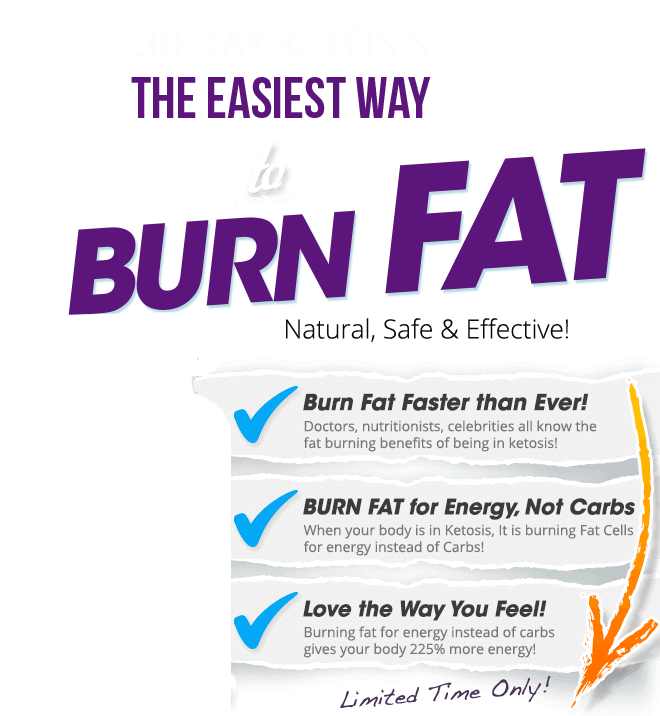 30 DAY KETOSIS
THE EASIEST WAY
to
BURN FAT
Natural, Safe & Effective!
Burn Fat Faster than Ever!
Doctors, nutritionists, celebrities all know the
fat burning benefits of being in ketosis!
BURN FAT for Energy, Not Carbs
When your body is in Ketosis, It is burning Fat Cells
for energy instead of Carbs!
Love the Way You Feel!
Burning fat for energy instead of carbs
gives your body 225% more energy!
Limited Time Only!